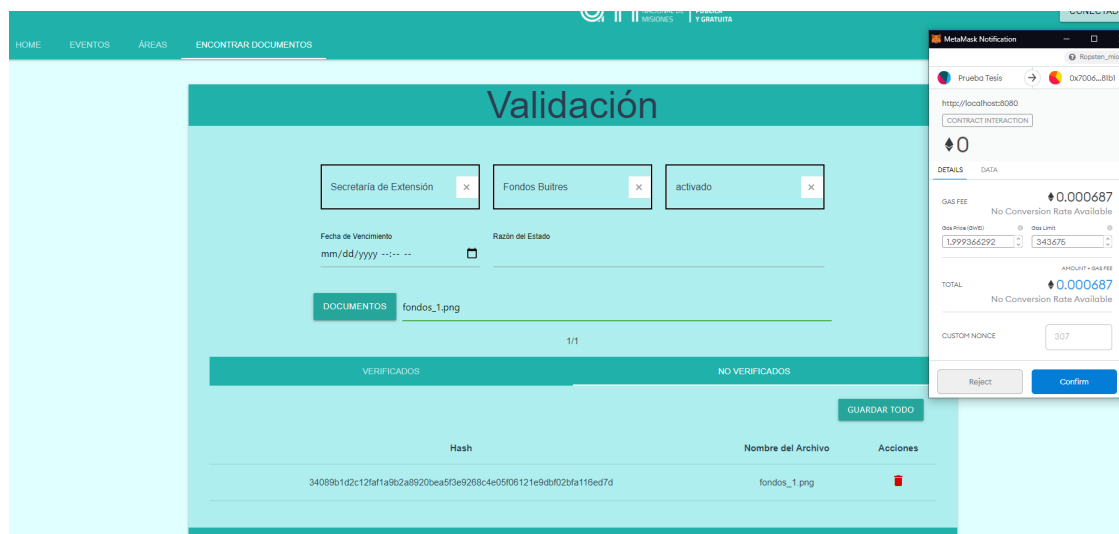 MISIONES
Y GRATUITA
HOME EVENTOS ÁREAS ENCONTRAR DOCUMENTOS
Validación
Secretaría de Extensión × Fondos Buitres × activado ×
Fecha de Vencimiento Razón del Estado
mm/dd/yyyy --:-- --
DOCUMENTOS fondos_1.png
1/1
VERIFICADOS NO VERIFICADOS
GUARDAR TODO
Hash Nombre del Archivo Acciones
34089b1d2c12faf1a9b2a8920bea5f3e9268c4e05f06121e9dbf02bfa116ed7d fondos_1.png
MetaMask Notification
Ropsten_mio
Prueba Tesis 0x7006...81b1
http://localhost:8080
CONTRACT INTERACTION
0
DETAILS DATA
GAS FEE 0.000687
No Conversion Rate Available
Gas Price (GWEI) Gas Limit
1.999366292 343675
AMOUNT + GAS FEE
TOTAL 0.000687
No Conversion Rate Available
CUSTOM NONCE 307
Reject Confirm